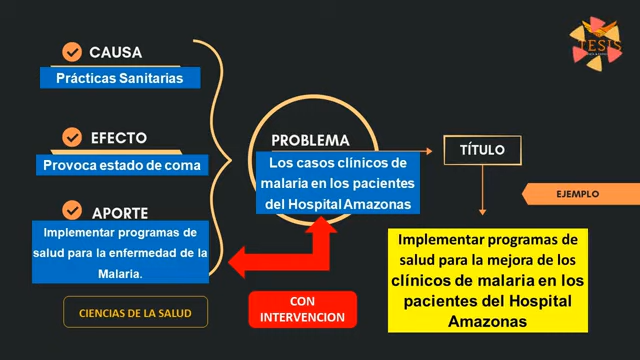 CAUSA
Prácticas Sanitarias
EFECTO
Provoca estado de coma
APORTE
Implementar programas de
salud para la enfermedad de la
Malaria.
CIENCIAS DE LA SALUD
PROBLEMA
Los casos clínicos de
malaria en los pacientes
del Hospital Amazonas
CON
INTERVENCION
TESIS
TÍTULO
EJEMPLO
Implementar programas de
salud para la mejora de los
clínicos de malaria en los
pacientes del Hospital
Amazonas